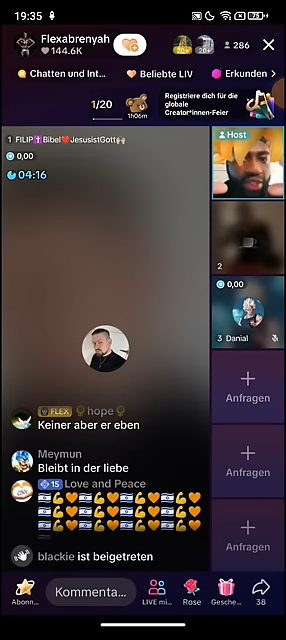 19:35
75
Flexabrenyah
144.6K
20+
20+
286
Chatten und Int...
Beliebte LIV
Erkunden
1/20
1h06m
Registriere dich für die
globale
Creator*innen-Feier
1 FILIP✝️Bibel❤️JesusistGott🙌🏼
0,00
04:16
Host
2
0,00
3 Danial
Anfragen
Anfragen
Anfragen
FLEX 🌻hope🌻
Keiner aber er eben
Meymun
Bleibt in der liebe
15 Love and Peace
🇮🇱💪🧡🇮🇱💪🧡🇮🇱💪🧡🇮🇱💪🧡
🇮🇱💪🧡🇮🇱💪🧡🇮🇱💪🧡🇮🇱💪🧡
🇮🇱💪🧡🇮🇱💪🧡🇮🇱💪🧡🇮🇱💪🧡
blackie ist beigetreten
Abonn...
Kommenta...
LIVE mi...
Rose
Gesche...
38